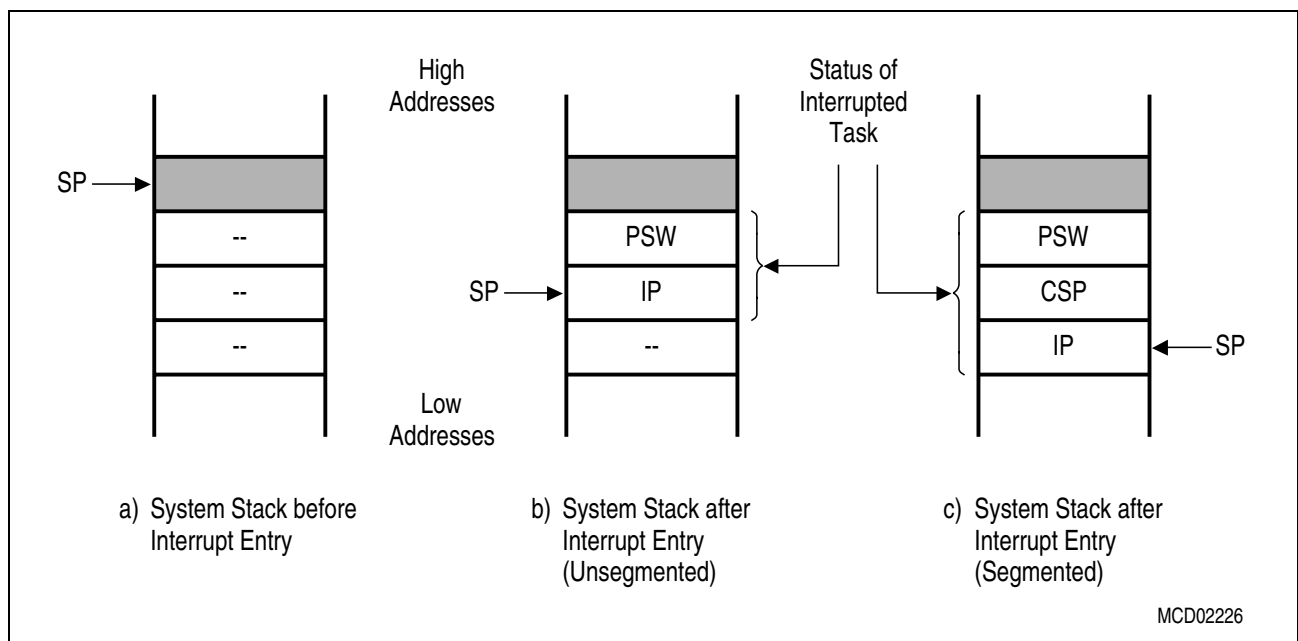 High
Addresses
Status of
Interrupted
Task
SP
--
--
--
SP
PSW
IP
--
PSW
CSP
IP
SP
Low
Addresses
a) System Stack before
Interrupt Entry
b) System Stack after
Interrupt Entry
(Unsegmented)
c) System Stack after
Interrupt Entry
(Segmented)
MCD02226